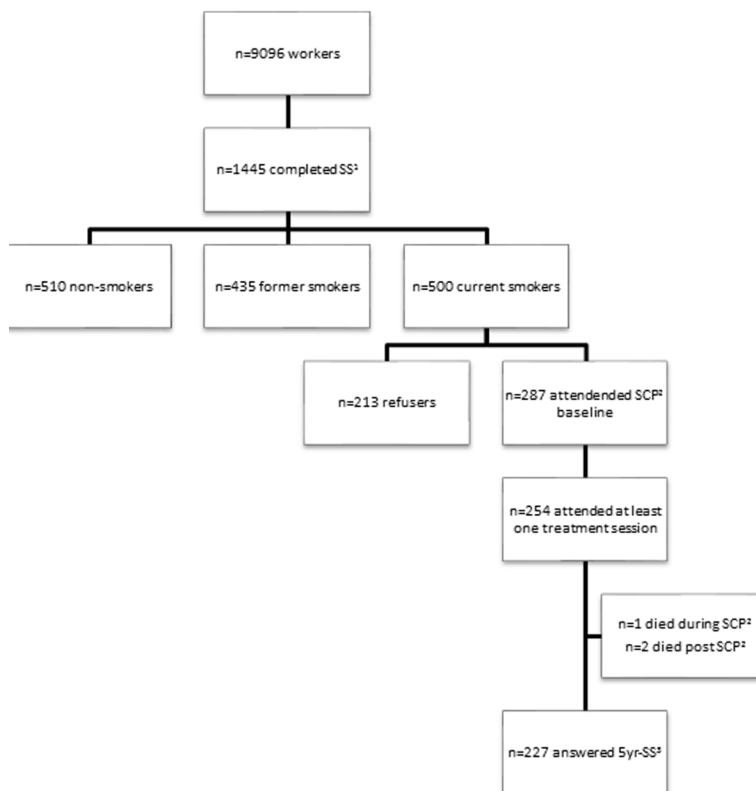 n=9096 workers
n=1445 completed SS¹
n=510 non-smokers
n=435 former smokers
n=500 current smokers
n=213 refusers
n=287 attendended SCP²
baseline
n=254 attended at least
one treatment session
n=1 died during SCP²
n=2 died post SCP²
n=227 answered 5yr-SS³